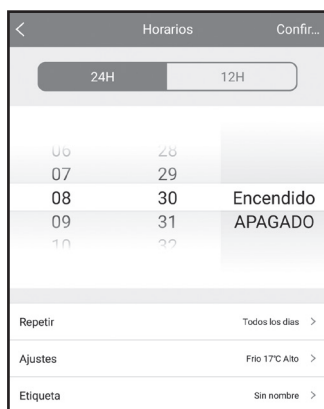 < Horarios Confir...
24H 12H
06 28
07 29
08 30 Encendido
09 31 APAGADO
10 32
Repetir Todos los dias >
Ajustes Frio 17°C Alto >
Etiqueta Sin nombre >